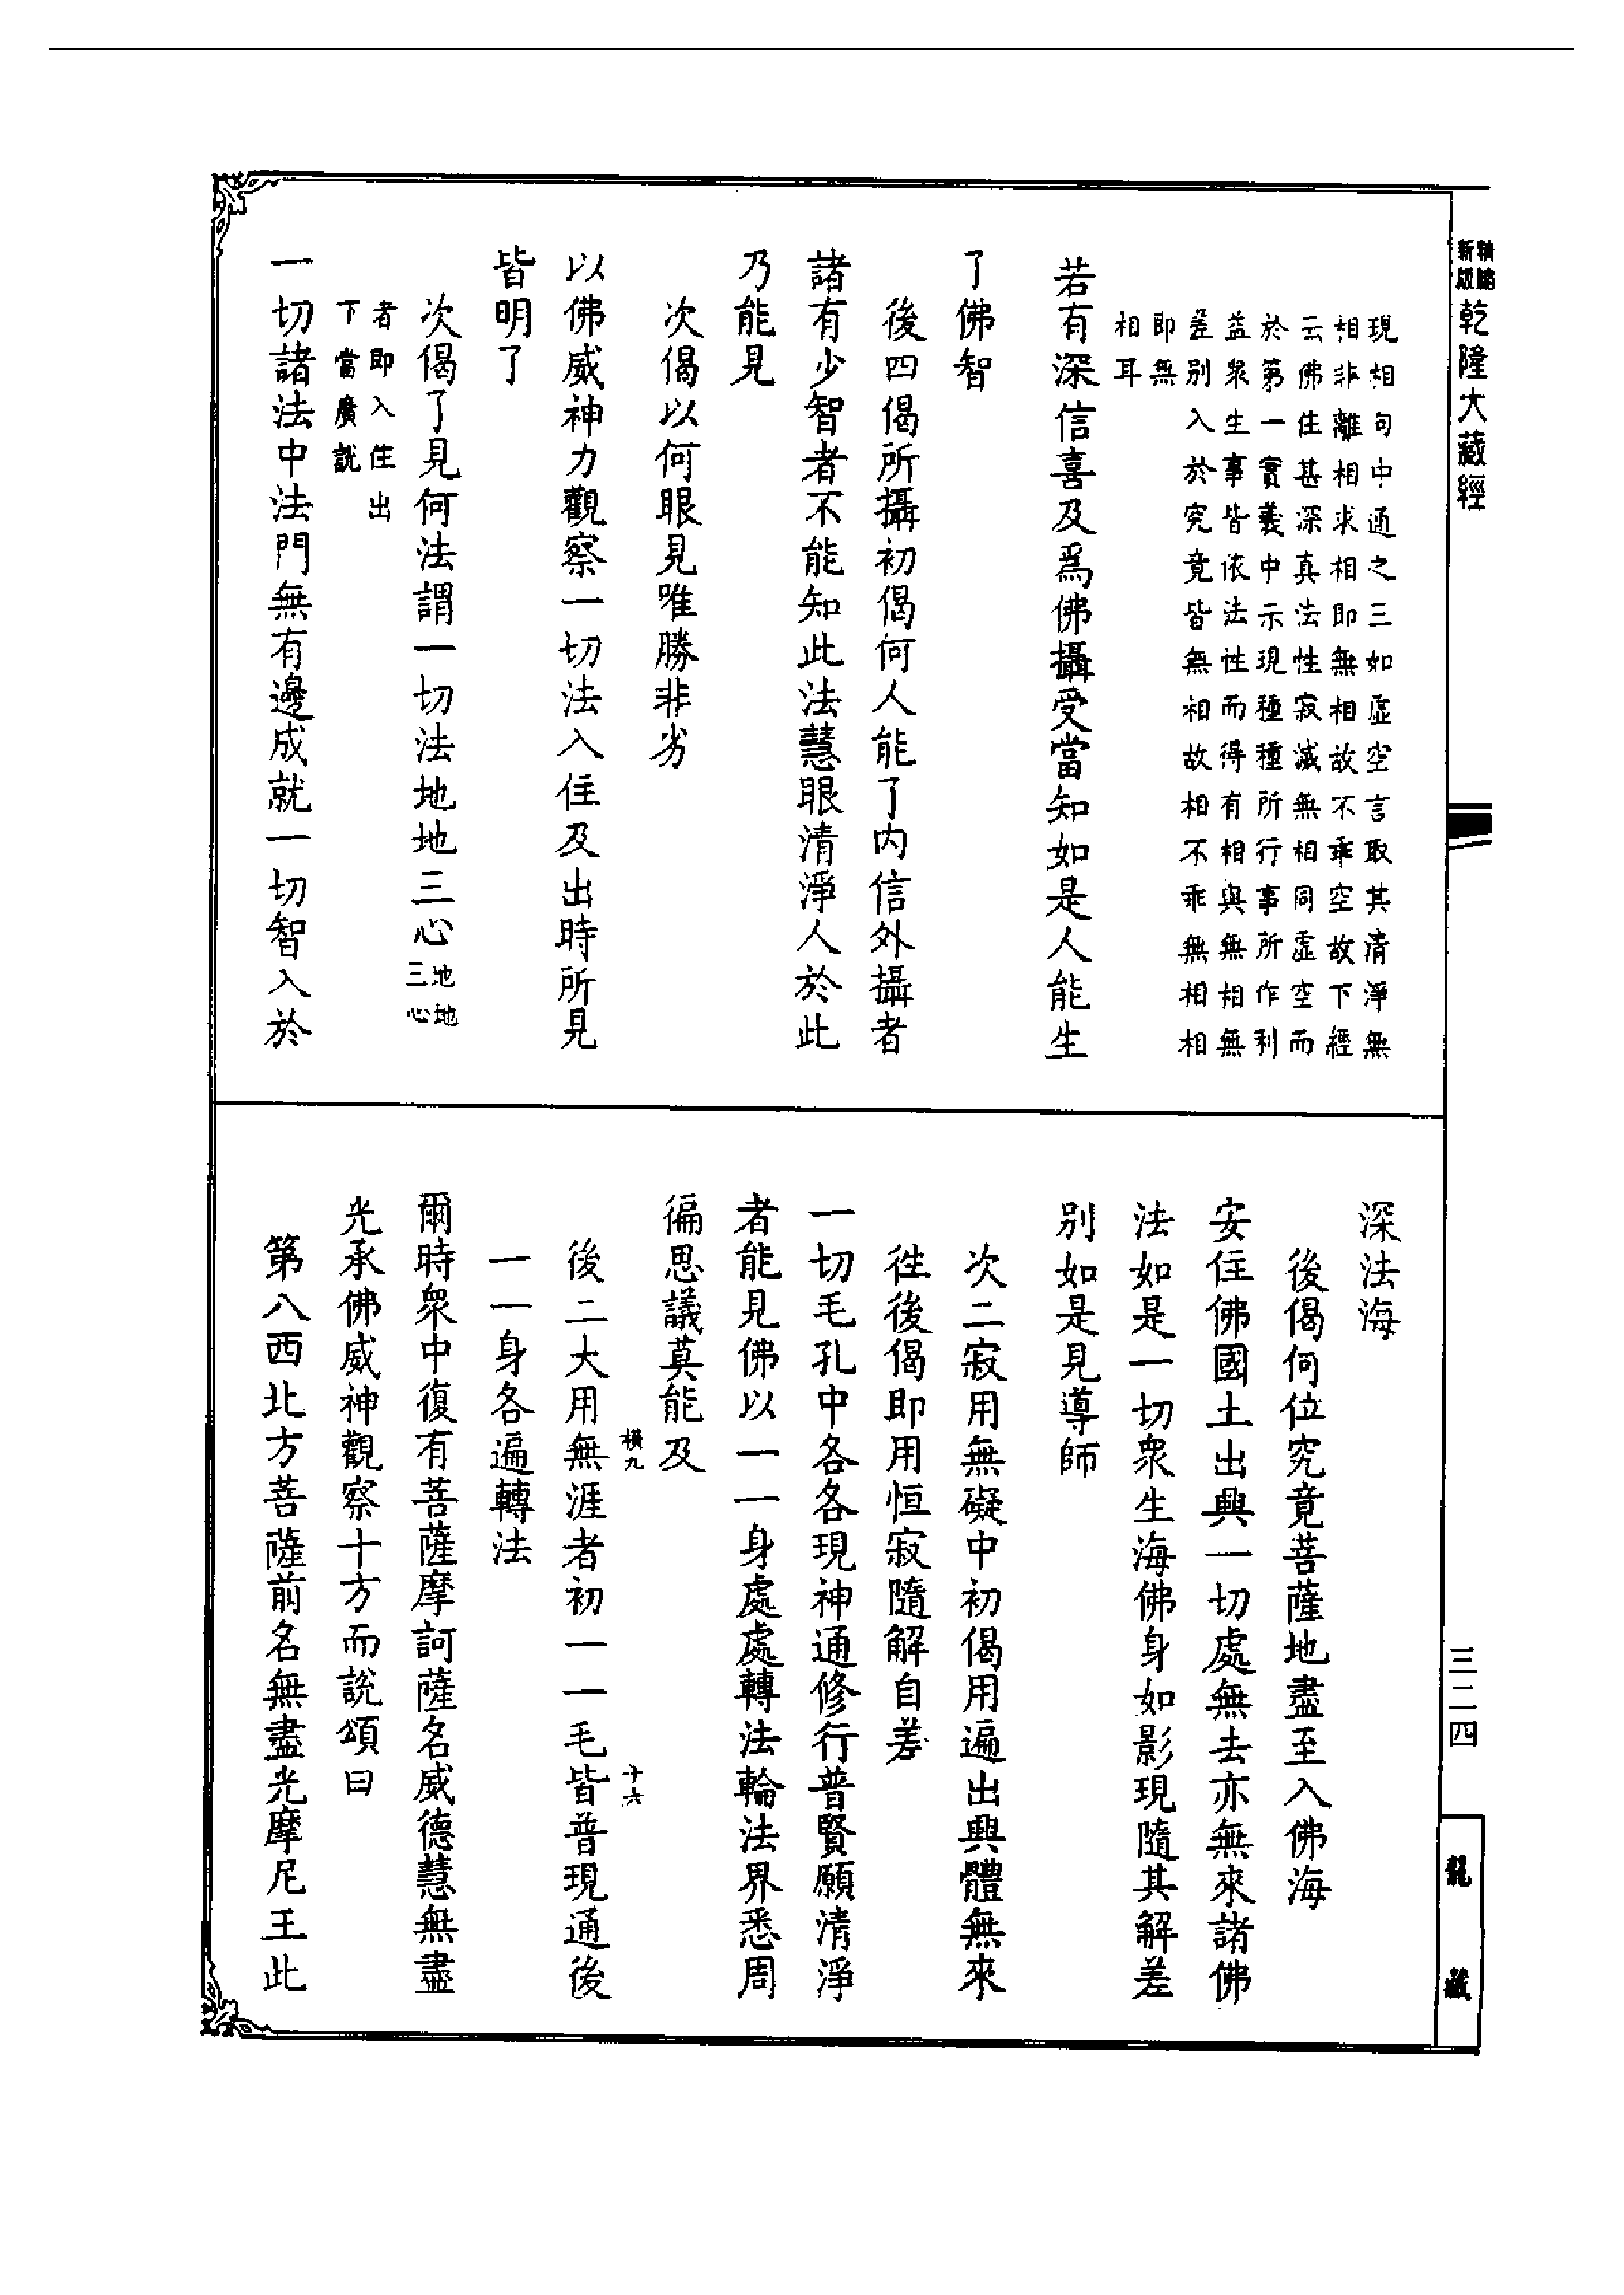 新版
精縮
乾隆大藏經
現相句中通之三如虛空言取其清淨無
相非離相求相即無相故不乖空故下經
云佛住甚深真法性寂滅無相同虛空而
於第一實義中示現種種所行事所作利
益衆生事皆依法性而得有相與無相無
差別入於究竟皆無相故相不乖無相相
即無
相耳
若有深信喜及爲佛攝受當知如是人能生
了佛智
後四偈所攝初偈何人能了內信外攝者
諸有少智者不能知此法慧眼清淨人於此
乃能見
次偈以何眼見唯勝非劣
以佛威神力觀察一切法入住及出時所見
皆明了
次偈了見何法謂一切法地地三心地地
三心
者即入住出
下當廣說
一切諸法中法門無有邊成就一切智入於
深法海
後偈何位究竟菩薩地盡至入佛海
安住佛國土出興一切處無去亦無來諸佛
法如是一切衆生海佛身如影現隨其解差
別如是見導師
次二寂用無礙中初偈用遍出興體無來
徃後偈即用恒寂隨解自差
一切毛孔中各各現神通修行普賢願清淨
者能見佛以一一身處處轉法輪法界悉周
徧思議莫能及
橫九
十六
後二大用無涯者初一一毛皆普現通後
一一身各遍轉法
爾時衆中復有菩薩摩訶薩名威德慧無盡
光承佛威神觀察十方而說頌曰
第八西北方菩薩前名無盡光摩尼王此
三二四
龍藏